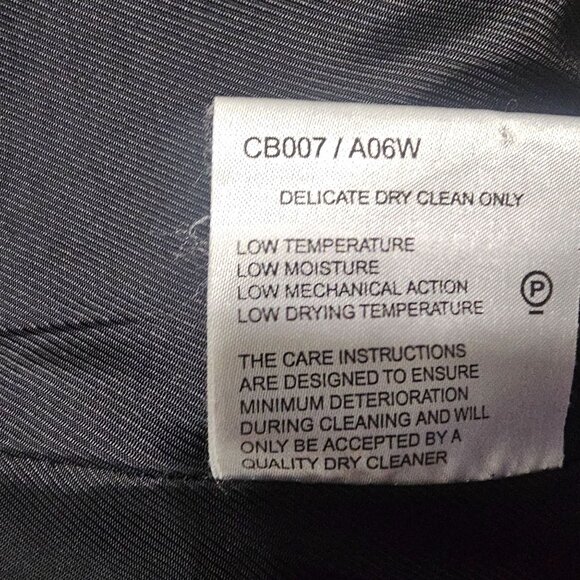 CB007 / A06W
DELICATE DRY CLEAN ONLY
LOW TEMPERATURE
LOW MOISTURE
LOW MECHANICAL ACTION
LOW DRYING TEMPERATURE
P
THE CARE INSTRUCTIONS
ARE DESIGNED TO ENSURE
MINIMUM DETERIORATION
DURING CLEANING AND WILL
ONLY BE ACCEPTED BY A
QUALITY DRY CLEANER